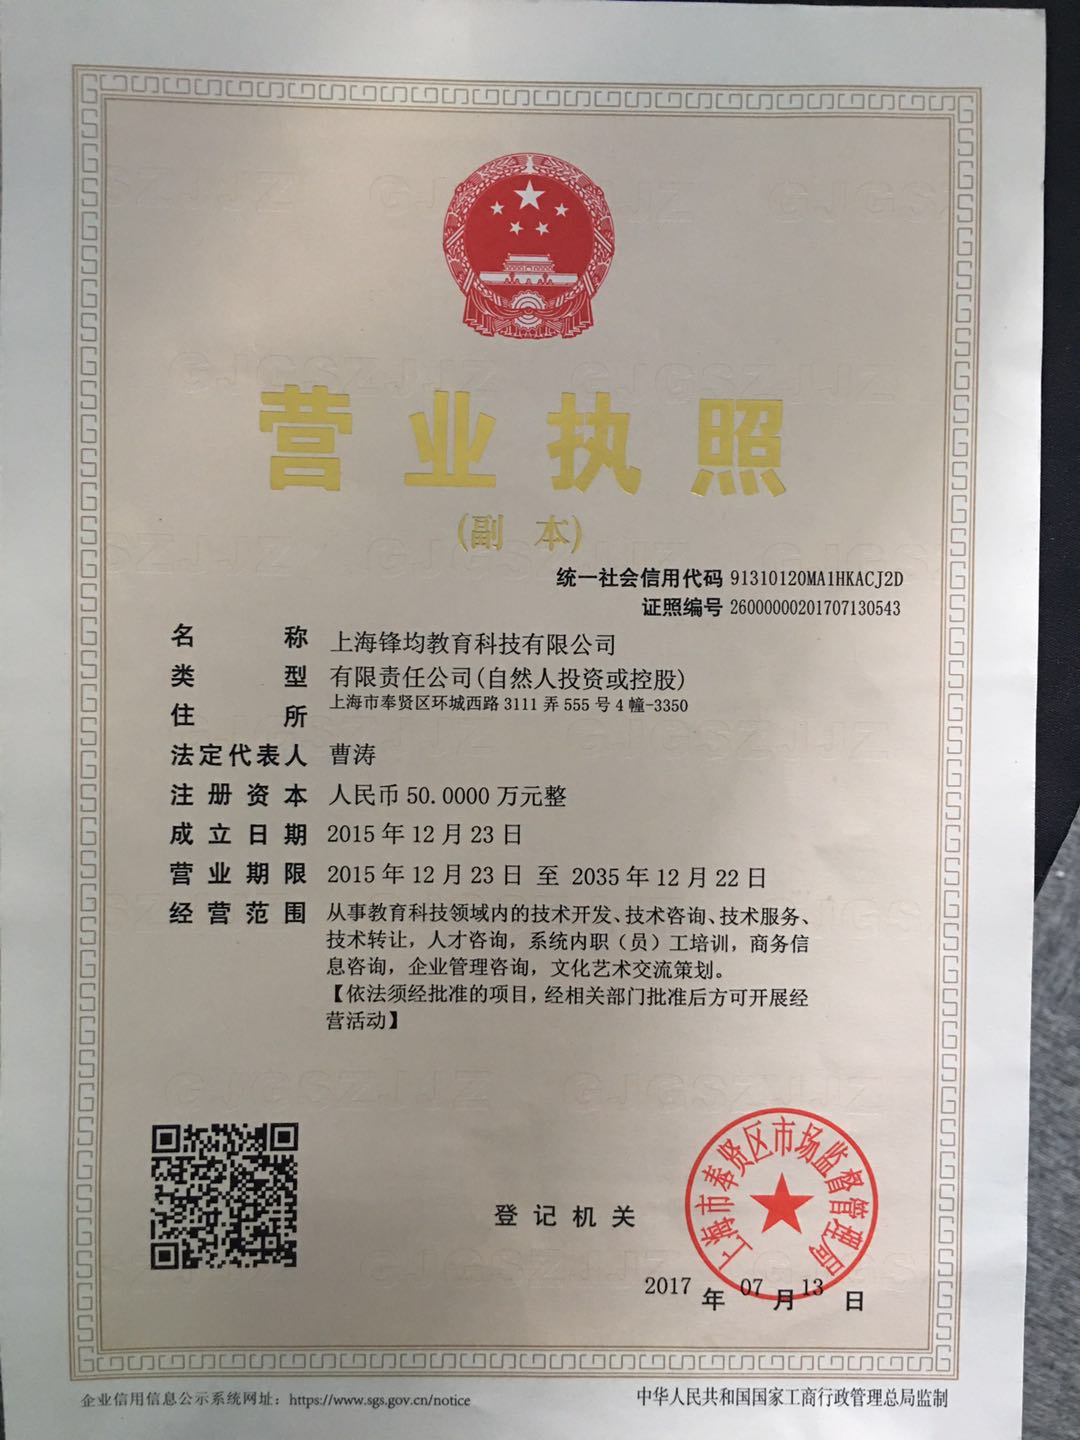 营业执照
(副 本)
统一社会信用代码 91310120MA1HKACJ2D
证照编号 26000000201707130543
名称 上海锋均教育科技有限公司
类型 有限责任公司(自然人投资或控股)
住所 上海市奉贤区环城西路3111弄555号4幢-3350
法定代表人 曹涛
注册资本 人民币50.0000万元整
成立日期 2015年12月23日
营业期限 2015年12月23日 至 2035年12月22日
经营范围 从事教育科技领域内的技术开发、技术咨询、技术服务、
技术转让，人才咨询，系统内职（员）工培训，商务信
息咨询，企业管理咨询，文化艺术交流策划。
【依法须经批准的项目，经相关部门批准后方可开展经
营活动】
登记机关
上海市奉贤区市场监督管理局
2017年07月13日
企业信用信息公示系统网址：https://www.sgs.gov.cn/notice
中华人民共和国国家工商行政管理总局监制